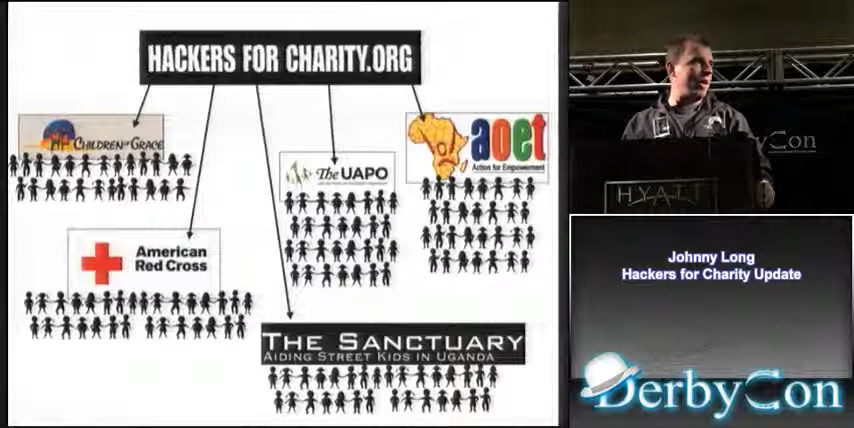 HACKERS FOR CHARITY.ORG
CHILDREN of GRACE
aoet
Action for Empowerment
The UAPO
American
Red Cross
THE SANCTUARY
AIDING STREET KIDS IN UGANDA
byCon
HYATT
Johnny Long
Hackers for Charity Update
DerbyCon